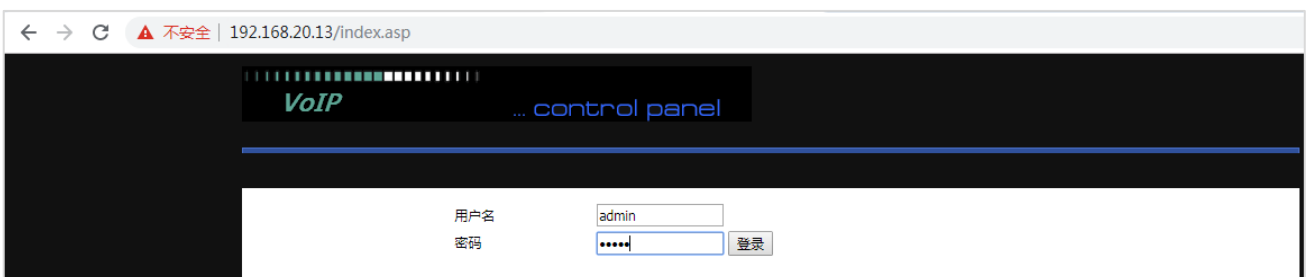 不安全 192.168.20.13/index.asp
VoIP
... control panel
用户名 admin
密码 ••••• 登录